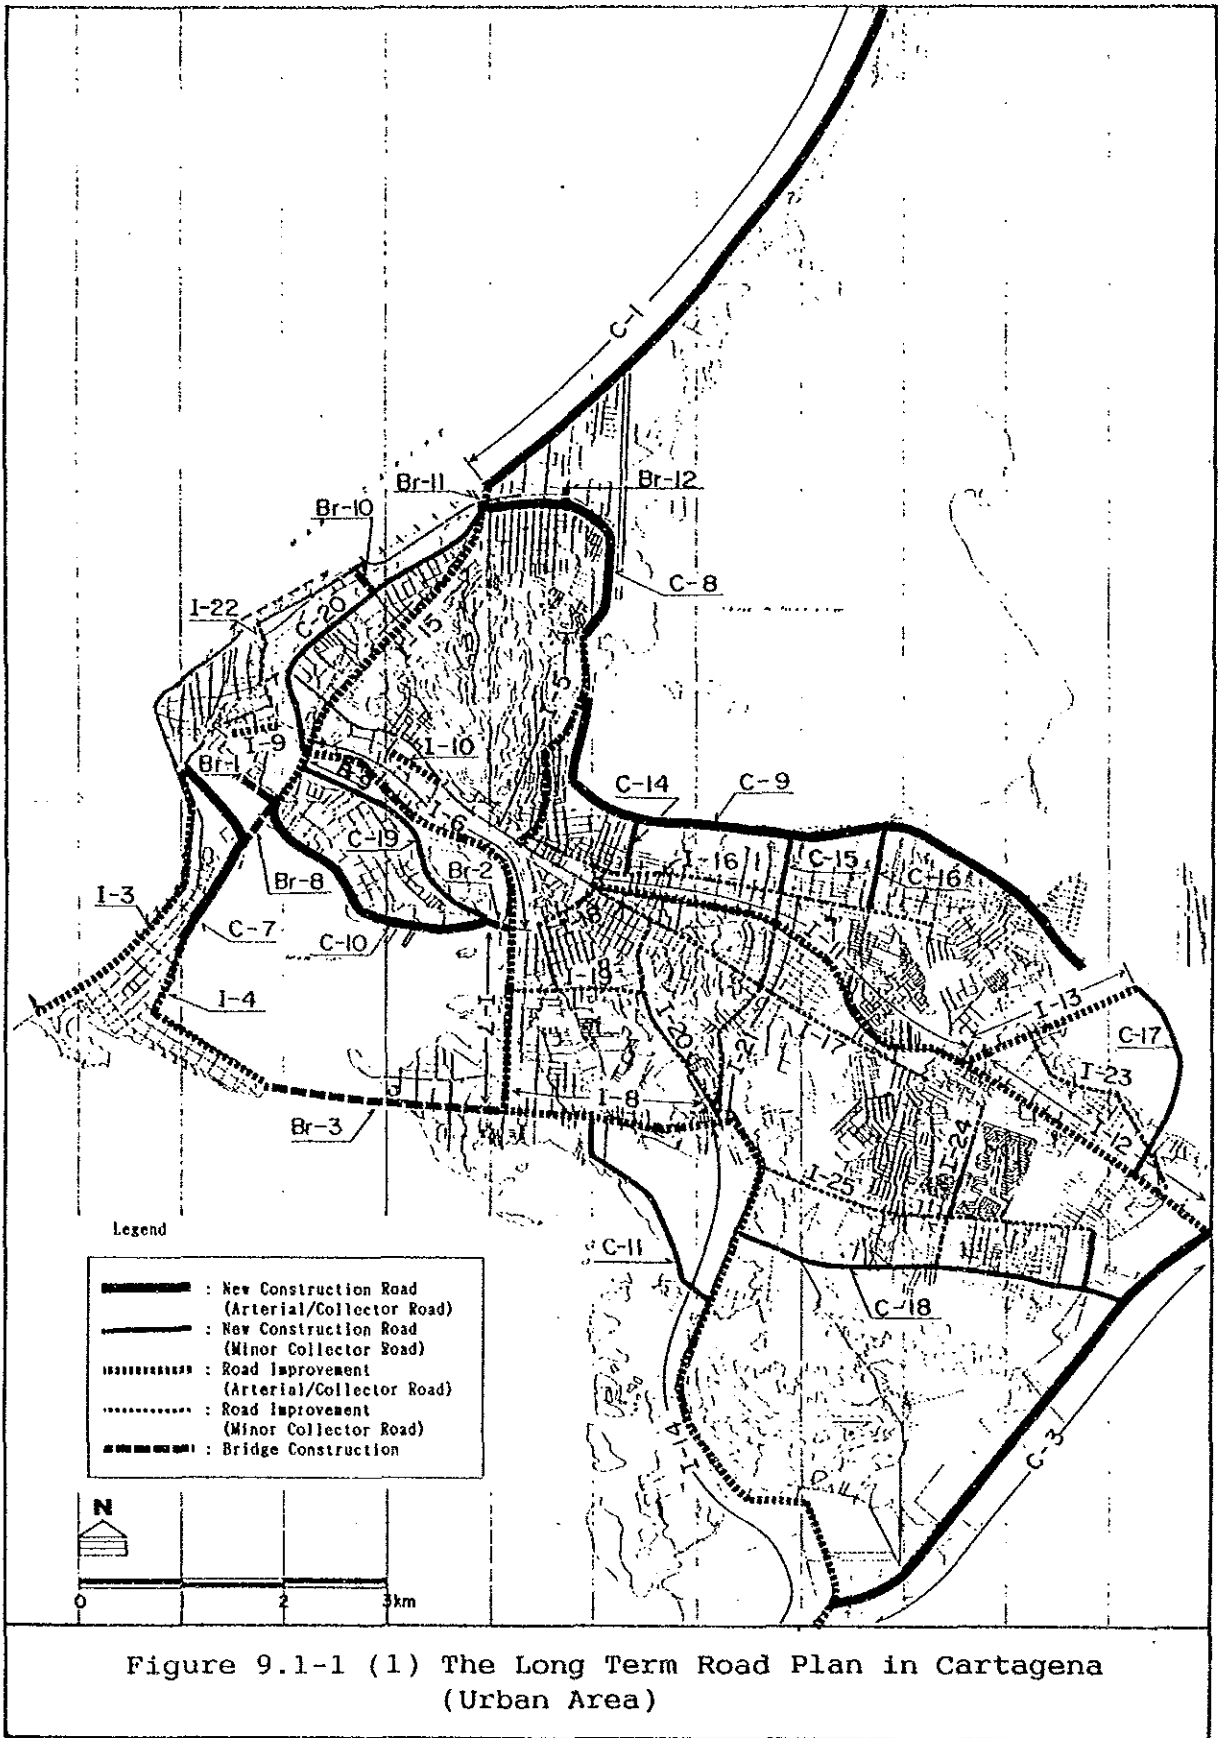 C-1
Br-11
Br-12
Br-10
C-8
I-22
C-20
I-15
I-5
I-9
I-10
Br-1
C-14
C-9
I-6
C-19
I-16
C-15
C-16
Br-2
Br-8
I-3
C-7
C-10
I-18
I-11
I-4
I-19
I-13
I-7
I-20
I-21
I-17
C-17
I-23
I-8
Br-3
I-12
I-24
I-25
C-11
C-18
I-14
C-3
Legend
: New Construction Road
(Arterial/Collector Road)
: New Construction Road
(Minor Collector Road)
: Road Improvement
(Arterial/Collector Road)
: Road Improvement
(Minor Collector Road)
: Bridge Construction
N
0 1 2 3km
Figure 9.1-1 (1) The Long Term Road Plan in Cartagena
(Urban Area)